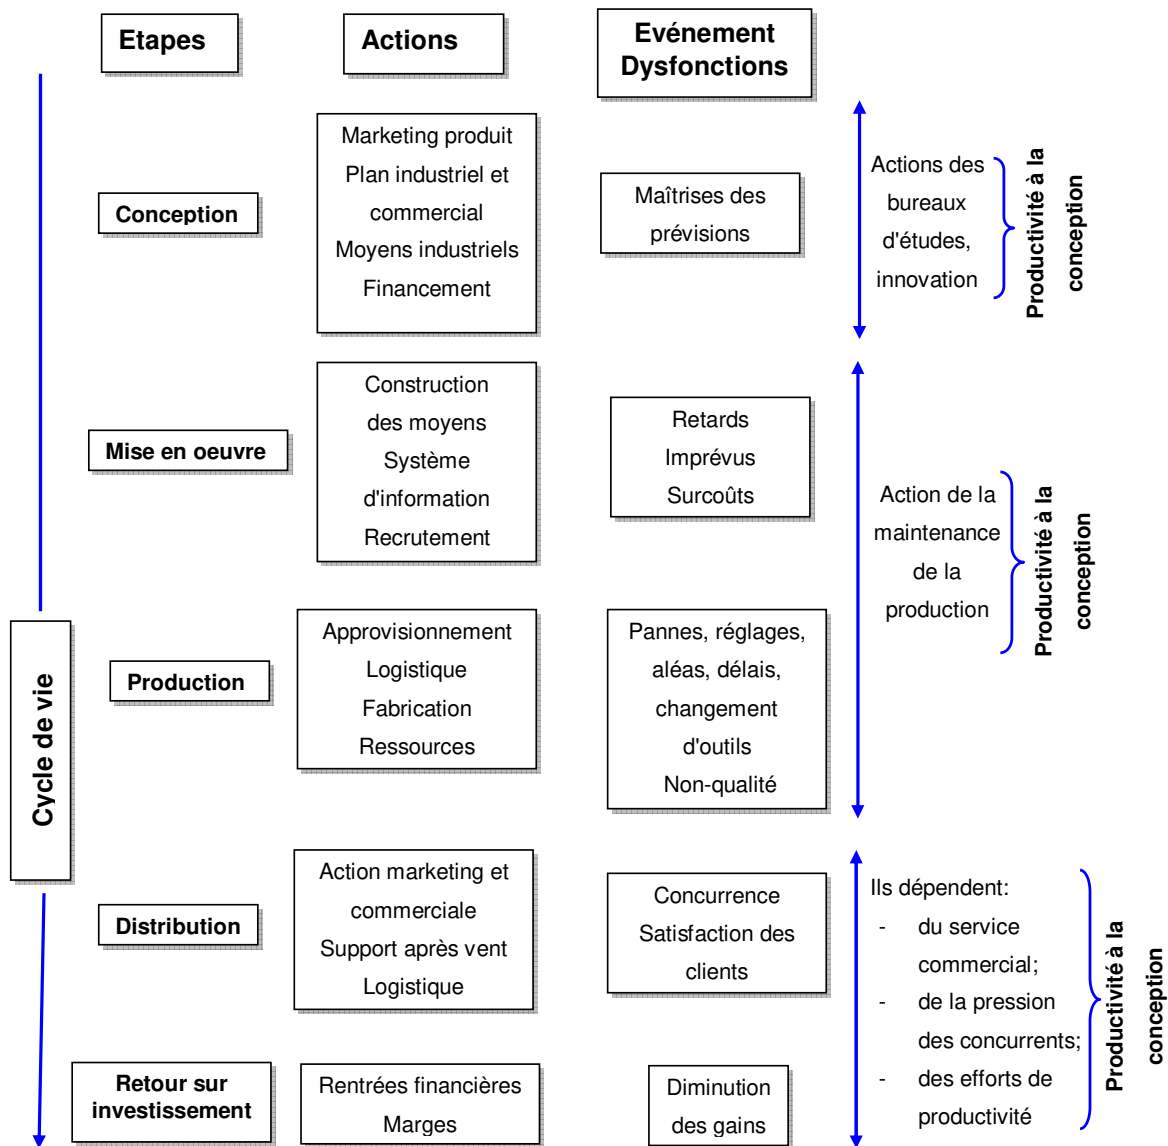 Etapes
Actions
Evénement
Dysfonctions
Conception
Marketing produit
Plan industriel et
commercial
Moyens industriels
Financement
Maîtrises des
prévisions
Actions des
bureaux
d'études,
innovation
Productivité à la
conception
Mise en oeuvre
Construction
des moyens
Système
d'information
Recrutement
Retards
Imprévus
Surcoûts
Action de la
maintenance
de la
production
Productivité à la
conception
Cycle de vie
Production
Approvisionnement
Logistique
Fabrication
Ressources
Pannes, réglages,
aléas, délais,
changement
d'outils
Non-qualité
Distribution
Action marketing et
commerciale
Support après vent
Logistique
Concurrence
Satisfaction des
clients
Ils dépendent:
- du service
commercial;
- de la pression
des concurrents;
- des efforts de
productivité
Productivité à la
conception
Retour sur
investissement
Rentrées financières
Marges
Diminution
des gains